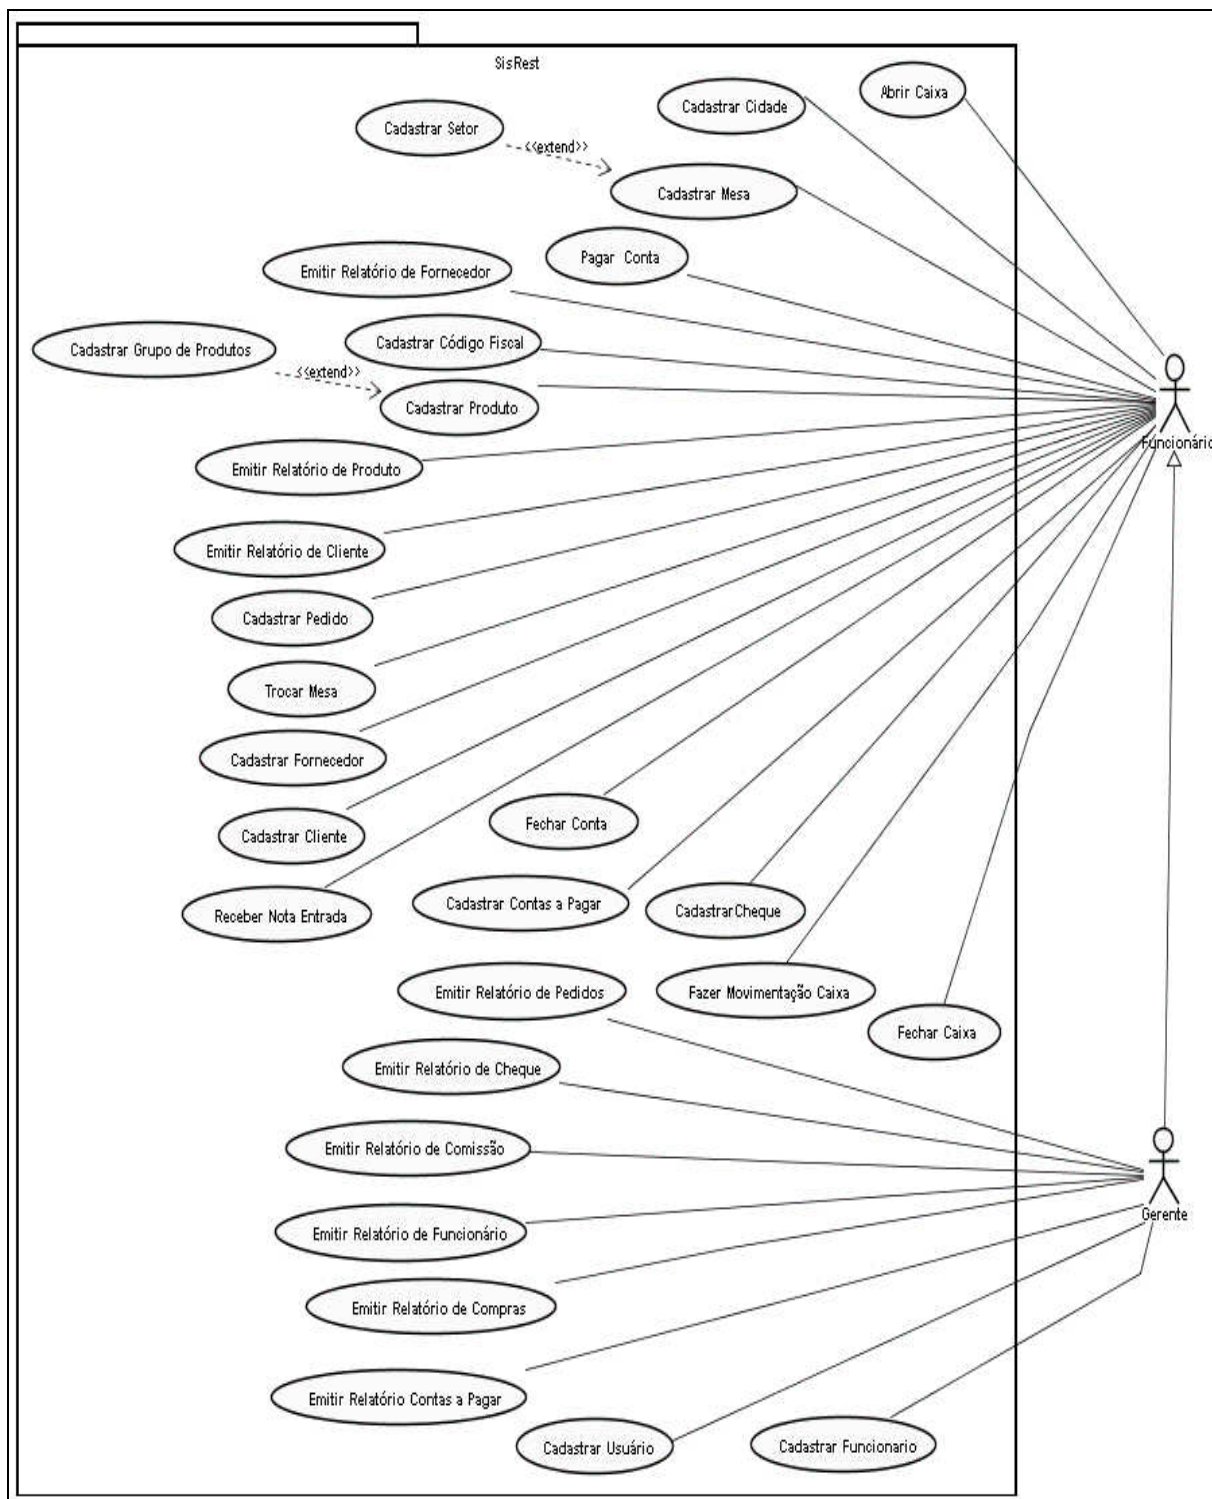 SisRest
Abrir Caixa
Cadastrar Cidade
Cadastrar Setor
<<extend>>
Cadastrar Mesa
Pagar Conta
Emitir Relatório de Fornecedor
Cadastrar Código Fiscal
Cadastrar Grupo de Produtos
<<extend>>
Cadastrar Produto
Funcionário
Emitir Relatório de Produto
Emitir Relatório de Cliente
Cadastrar Pedido
Trocar Mesa
Cadastrar Fornecedor
Fechar Conta
Cadastrar Cliente
Cadastrar Contas a Pagar
CadastrarCheque
Receber Nota Entrada
Emitir Relatório de Pedidos
Fazer Movimentação Caixa
Fechar Caixa
Emitir Relatório de Cheque
Emitir Relatório de Comissão
Gerente
Emitir Relatório de Funcionário
Emitir Relatório de Compras
Emitir Relatório Contas a Pagar
Cadastrar Usuário
Cadastrar Funcionario